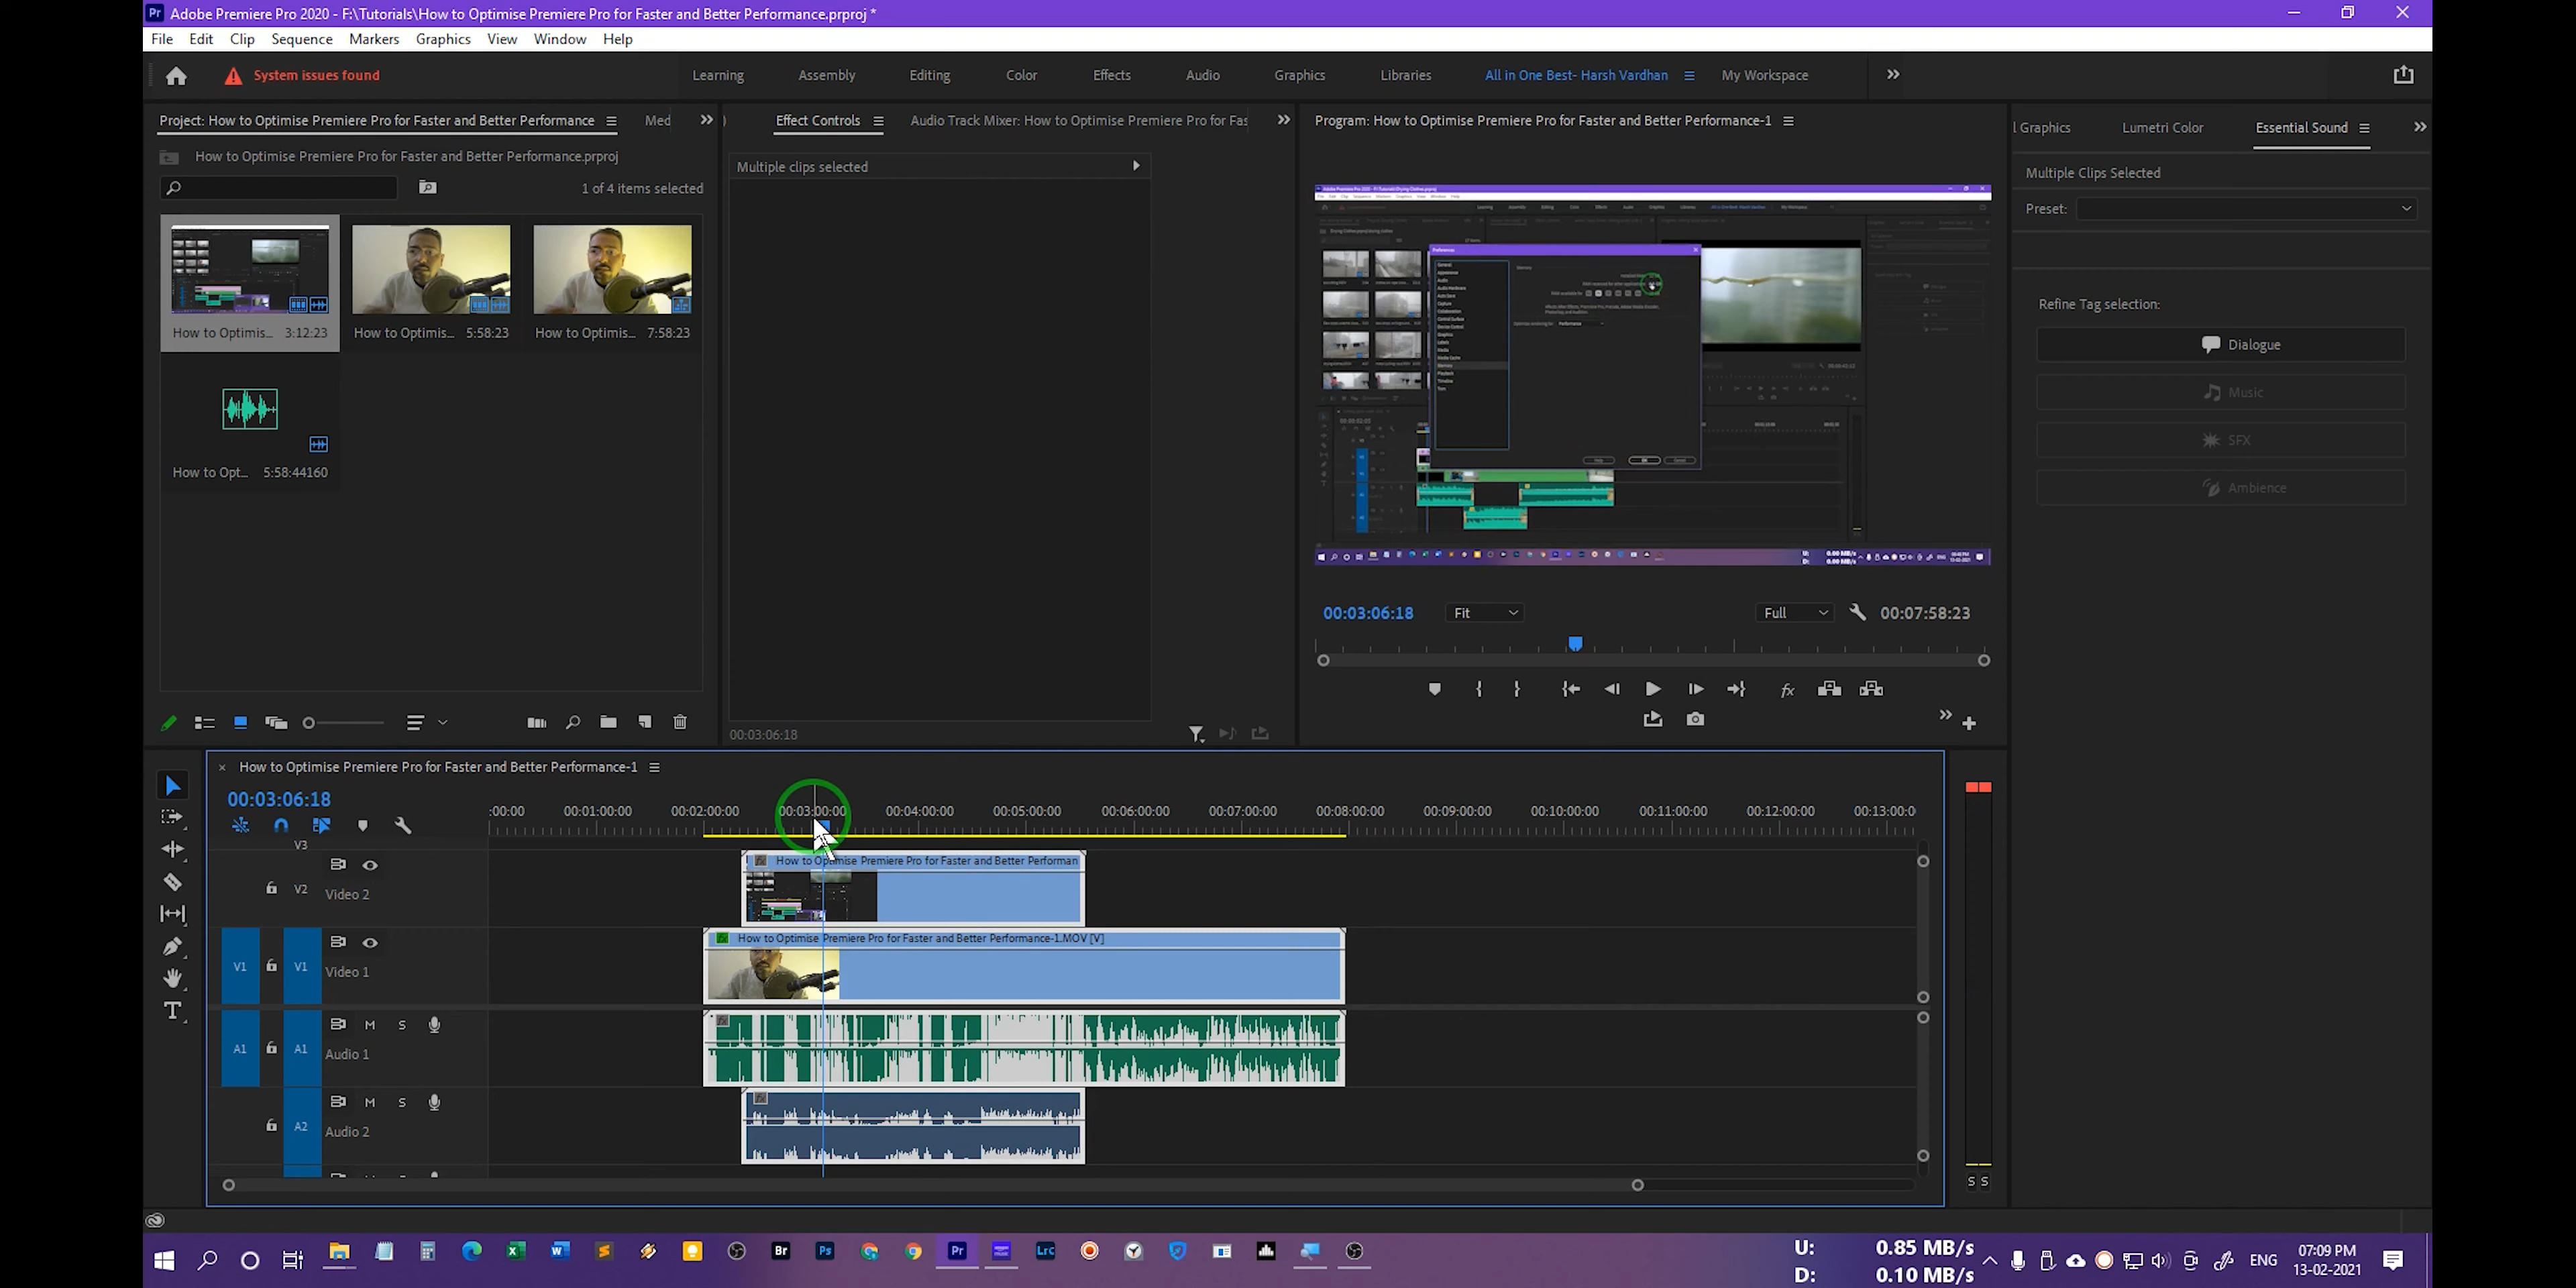 Pr Adobe Premiere Pro 2020 - F:\Tutorials\How to Optimise Premiere Pro for Faster and Better Performance.prproj *
File Edit Clip Sequence Markers Graphics View Window Help
System issues found
Learning Assembly Editing Color Effects Audio Graphics Libraries All in One Best- Harsh Vardhan My Workspace
Project: How to Optimise Premiere Pro for Faster and Better Performance
Med
How to Optimise Premiere Pro for Faster and Better Performance.prproj
1 of 4 items selected
How to Optimis... 3:12:23
How to Optimis... 5:58:23
How to Optimis... 7:58:23
How to Opt... 5:58:44160
Effect Controls
Audio Track Mixer: How to Optimise Premiere Pro for Fas
Multiple clips selected
00:03:06:18
Program: How to Optimise Premiere Pro for Faster and Better Performance-1
00:03:06:18
Fit
Full
00:07:58:23
l Graphics Lumetri Color Essential Sound
Multiple Clips Selected
Preset:
Refine Tag selection:
Dialogue
Music
SFX
Ambience
How to Optimise Premiere Pro for Faster and Better Performance-1
00:03:06:18
:00:00 00:01:00:00 00:02:00:00 00:03:00:00 00:04:00:00 00:05:00:00 00:06:00:00 00:07:00:00 00:08:00:00 00:09:00:00 00:10:00:00 00:11:00:00 00:12:00:00 00:13:00:0
V3
V2 Video 2
fx How to Optimise Premiere Pro for Faster and Better Performan
V1 V1 Video 1
fx How to Optimise Premiere Pro for Faster and Better Performance-1.MOV [V]
M S
A1 A1 Audio 1
fx
M S
A2 Audio 2
fx
S S
Br Ps Pr Lrc
U: 0.85 MB/s
D: 0.10 MB/s
ENG
07:09 PM
13-02-2021